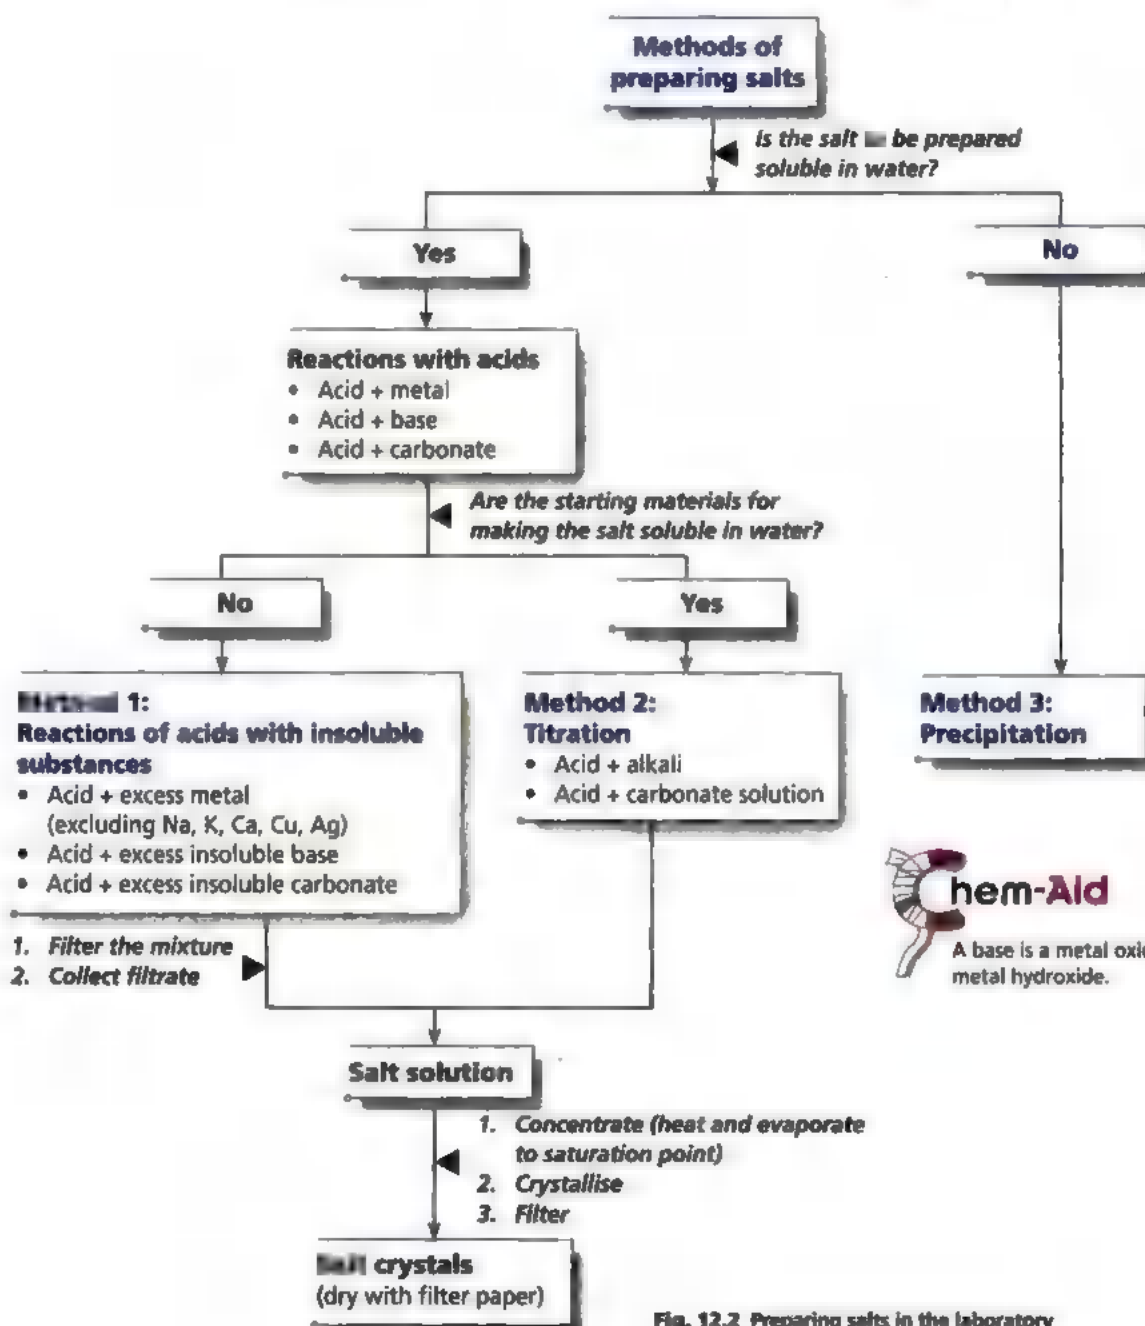 Methods of
preparing salts
Is the salt be prepared
soluble in water?
Yes
No
Reactions with acids
• Acid + metal
• Acid + base
• Acid + carbonate
Are the starting materials for
making the salt soluble in water?
No
Yes
1:
Reactions of acids with insoluble
substances
• Acid + excess metal
(excluding Na, K, Ca, Cu, Ag)
• Acid + excess insoluble base
• Acid + excess insoluble carbonate
Method 2:
Titration
• Acid + alkali
• Acid + carbonate solution
Method 3:
Precipitation
1. Filter the mixture
2. Collect filtrate
Chem-Aid
A base is a metal
metal hydroxide.
Salt solution
1. Concentrate (heat and evaporate
to saturation point)
2. Crystallise
3. Filter
crystals
(dry with filter paper)
Fig. 12.2 Preparing salts in the laboratory